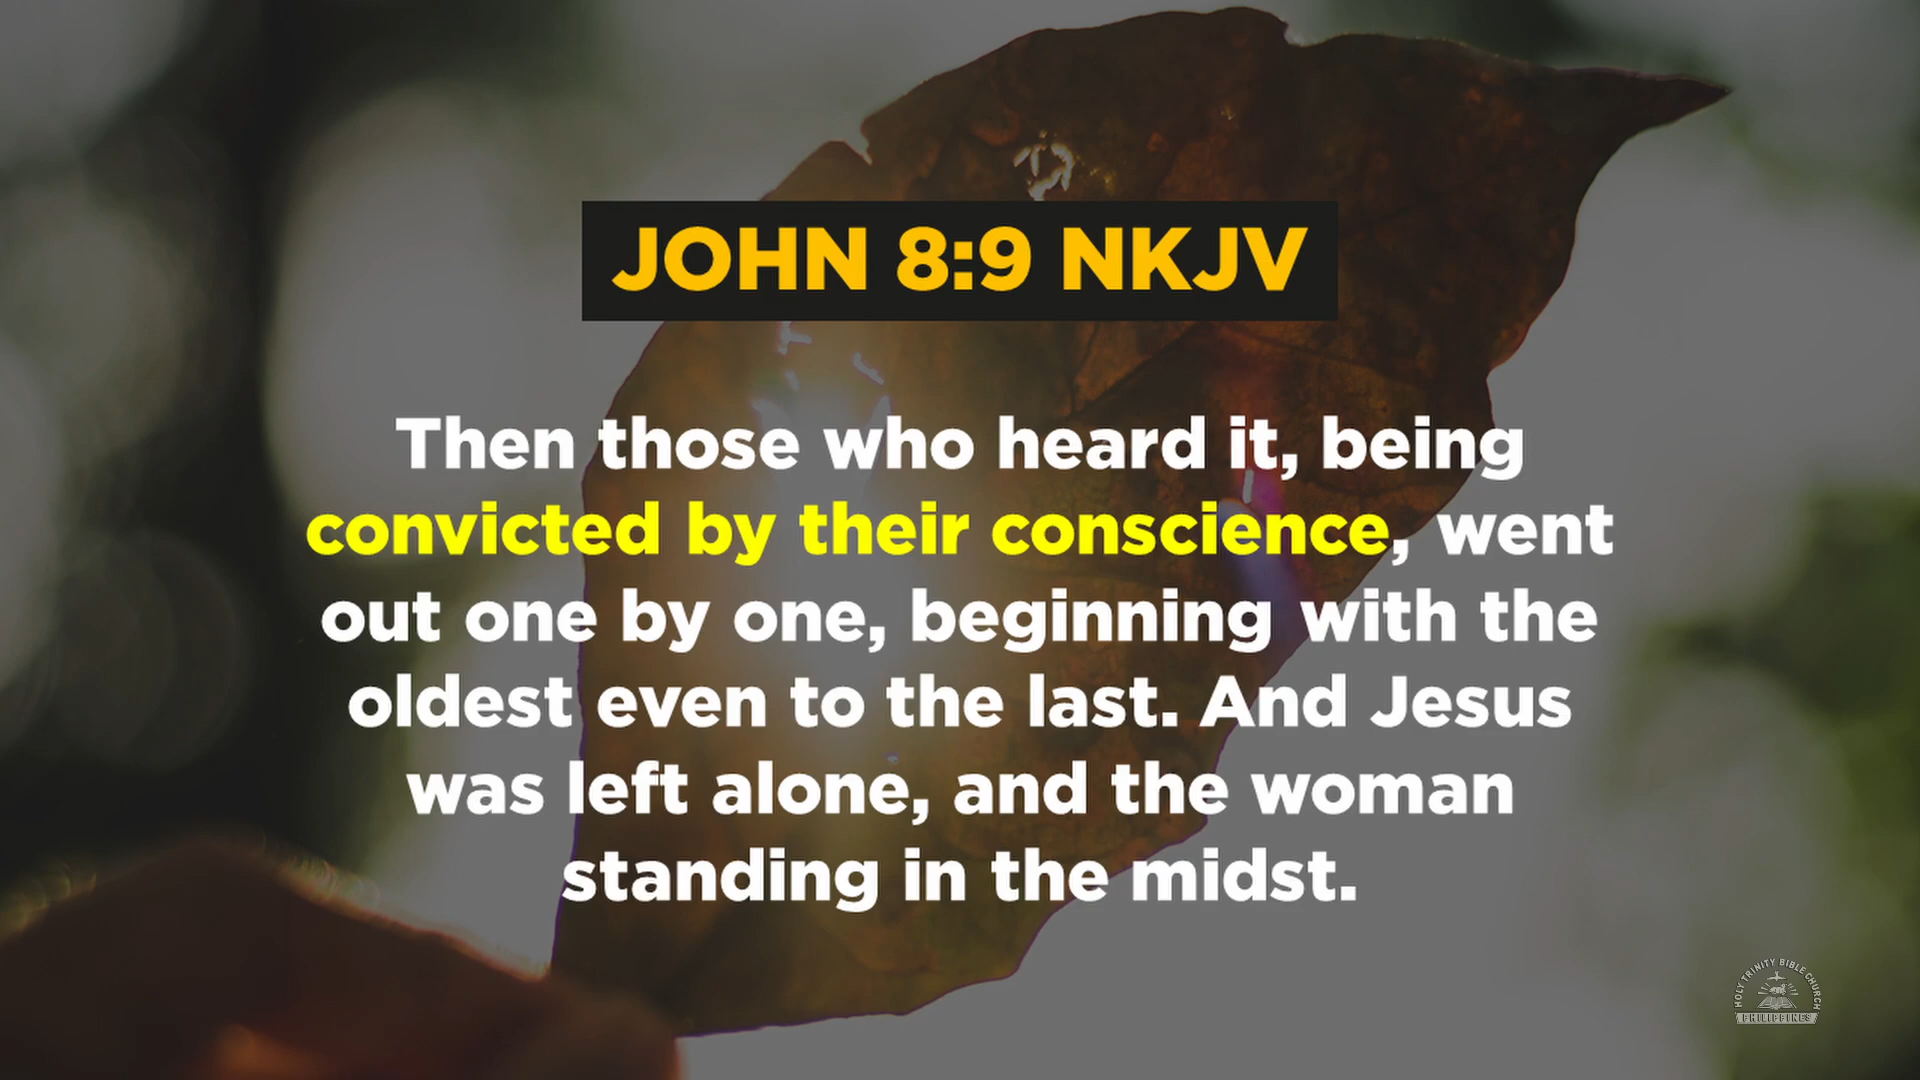 JOHN 8:9 NKJV
Then those who heard it, being
convicted by their conscience, went
out one by one, beginning with the
oldest even to the last. And Jesus
was left alone, and the woman
standing in the midst.
HOLY TRINITY BIBLE CHURCH
PHILIPPINES